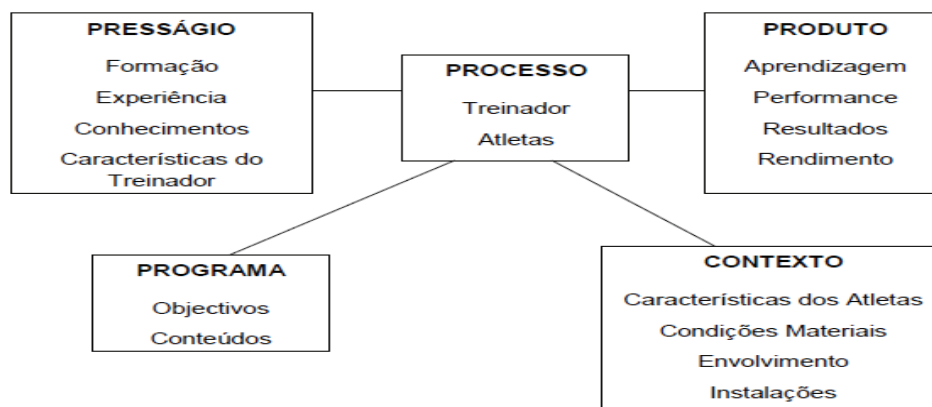 PRESSÁGIO
Formação
Experiência
Conhecimentos
Características do
Treinador
PROCESSO
Treinador
Atletas
PRODUTO
Aprendizagem
Performance
Resultados
Rendimento
PROGRAMA
Objectivos
Conteúdos
CONTEXTO
Características dos Atletas
Condições Materiais
Envolvimento
Instalações